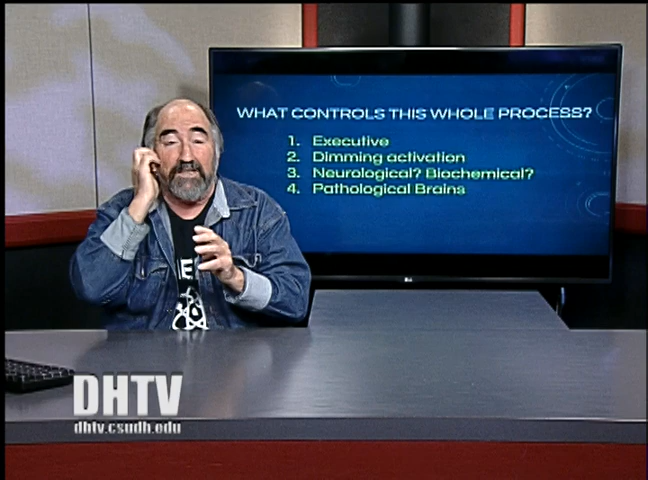 WHAT CONTROLS THIS WHOLE PROCESS?
1. Executive
2. Dimming activation
3. Neurological? Biochemical?
4. Pathological Brains
LG
DHTV
dhtv.csudh.edu